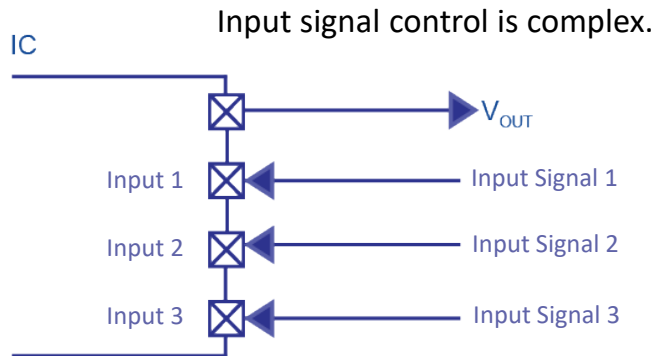 Input signal control is complex.
IC
VOUT
Input 1 Input Signal 1
Input 2 Input Signal 2
Input 3 Input Signal 3